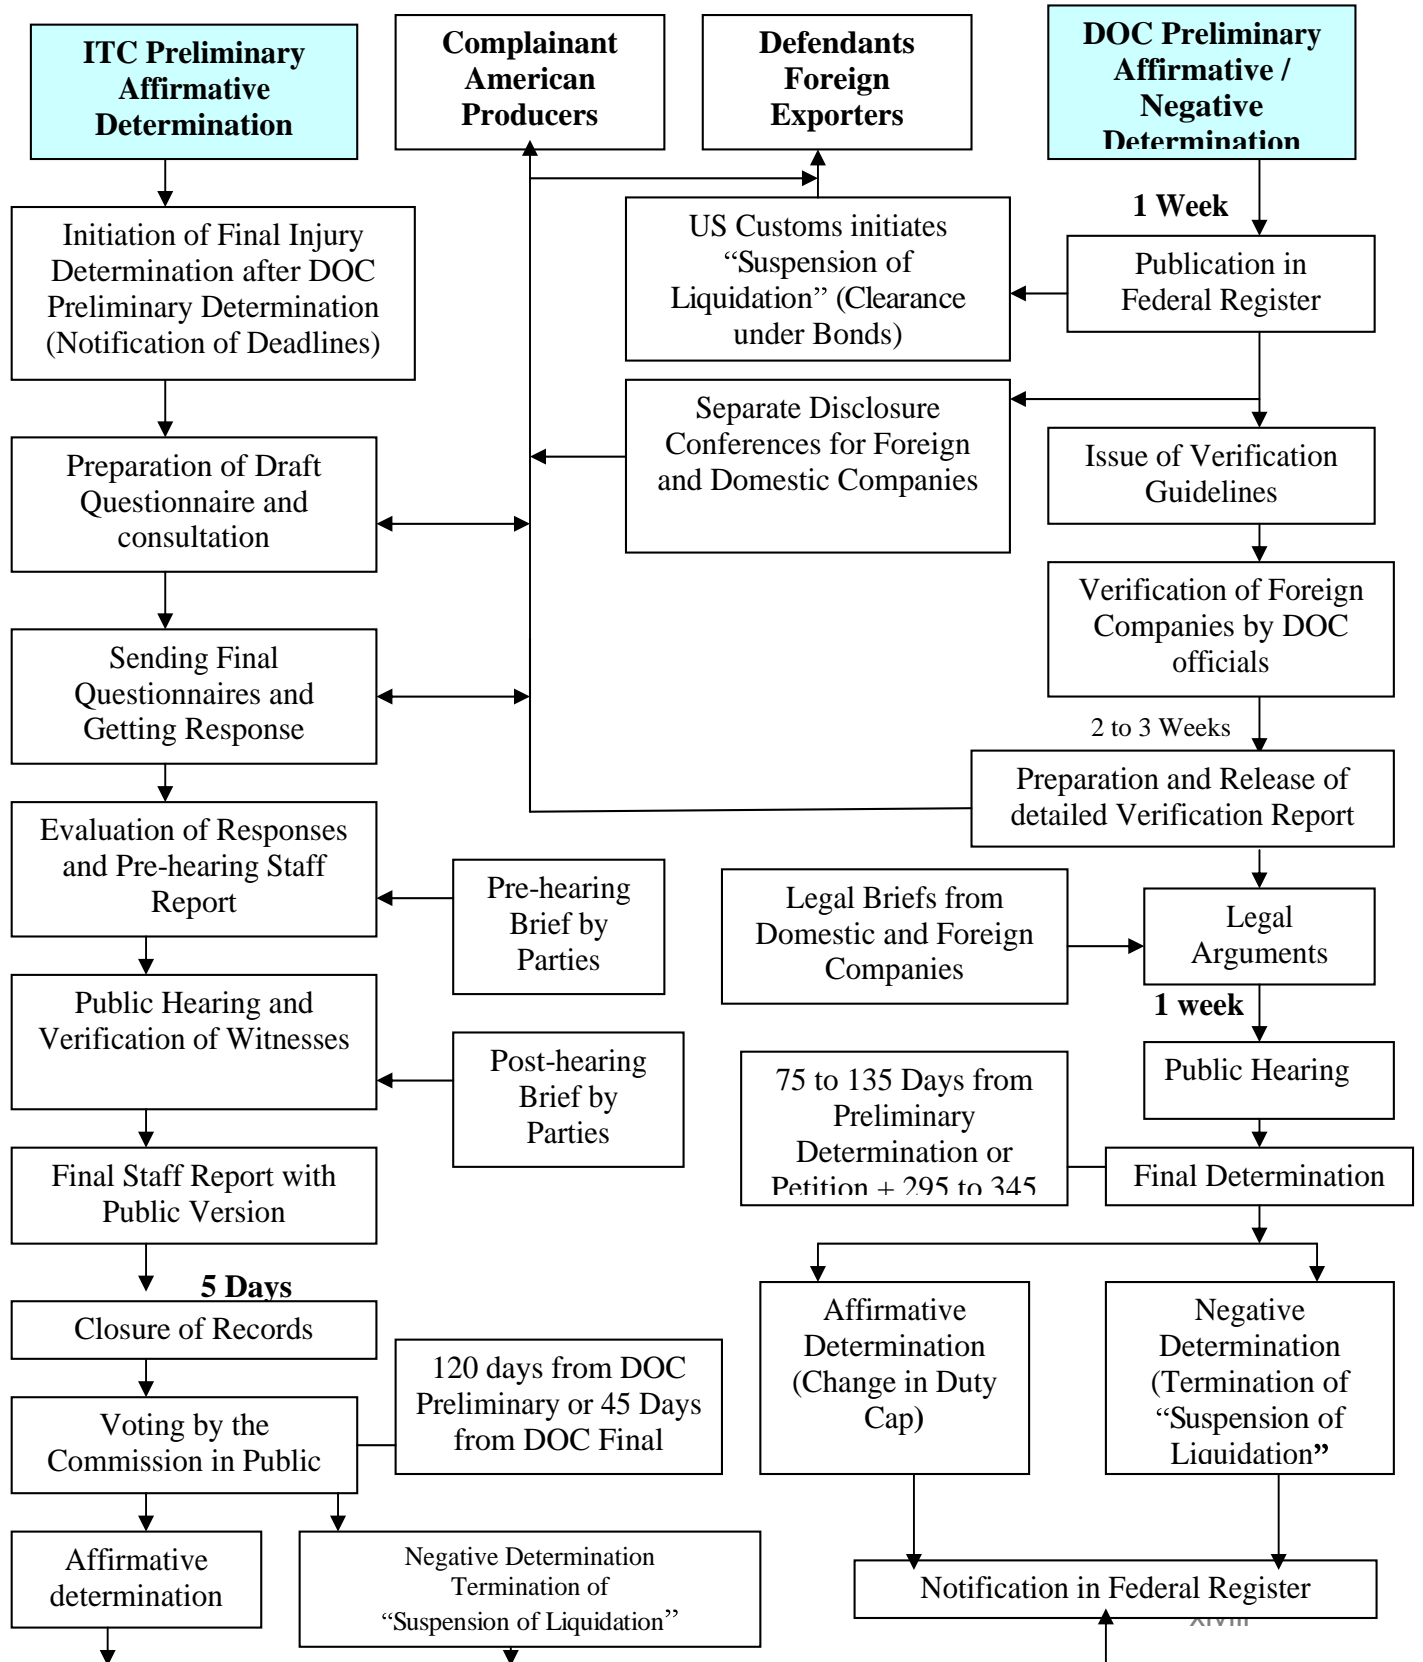 ITC Preliminary
Affirmative
Determination
Complainant
American
Producers
Defendants
Foreign
Exporters
DOC Preliminary
Affirmative /
Negative
Determination
1 Week
Initiation of Final Injury
Determination after DOC
Preliminary Determination
(Notification of Deadlines)
US Customs initiates
“Suspension of
Liquidation” (Clearance
under Bonds)
Publication in
Federal Register
Separate Disclosure
Conferences for Foreign
and Domestic Companies
Issue of Verification
Guidelines
Preparation of Draft
Questionnaire and
consultation
Verification of Foreign
Companies by DOC
officials
Sending Final
Questionnaires and
Getting Response
2 to 3 Weeks
Preparation and Release of
detailed Verification Report
Evaluation of Responses
and Pre-hearing Staff
Report
Pre-hearing
Brief by
Parties
Legal Briefs from
Domestic and Foreign
Companies
Legal
Arguments
1 week
Public Hearing and
Verification of Witnesses
Post-hearing
Brief by
Parties
75 to 135 Days from
Preliminary
Determination or
Petition + 295 to 345
Public Hearing
Final Staff Report with
Public Version
Final Determination
5 Days
Closure of Records
Affirmative
Determination
(Change in Duty
Cap)
Negative
Determination
(Termination of
“Suspension of
Liquidation”
120 days from DOC
Preliminary or 45 Days
from DOC Final
Voting by the
Commission in Public
Affirmative
determination
Negative Determination
Termination of
“Suspension of Liquidation”
Notification in Federal Register
xlviii